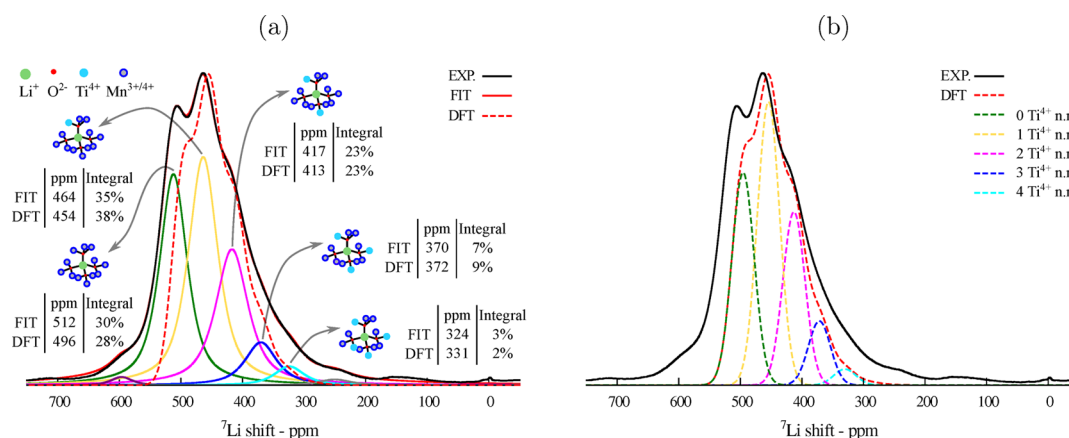 (a)
Li+ O2- Ti4+ Mn3+/4+
EXP.
FIT
DFT
ppm Integral
FIT 417 23%
DFT 413 23%
ppm Integral
FIT 464 35%
DFT 454 38%
ppm Integral
FIT 370 7%
DFT 372 9%
ppm Integral
FIT 512 30%
DFT 496 28%
ppm Integral
FIT 324 3%
DFT 331 2%
700 600 500 400 300 200 100 0
7Li shift - ppm
(b)
EXP.
DFT
0 Ti4+
1 Ti4+
2 Ti4+
3 Ti4+
4 Ti4+
700 600 500 400 300 200 100 0
7Li shift - ppm